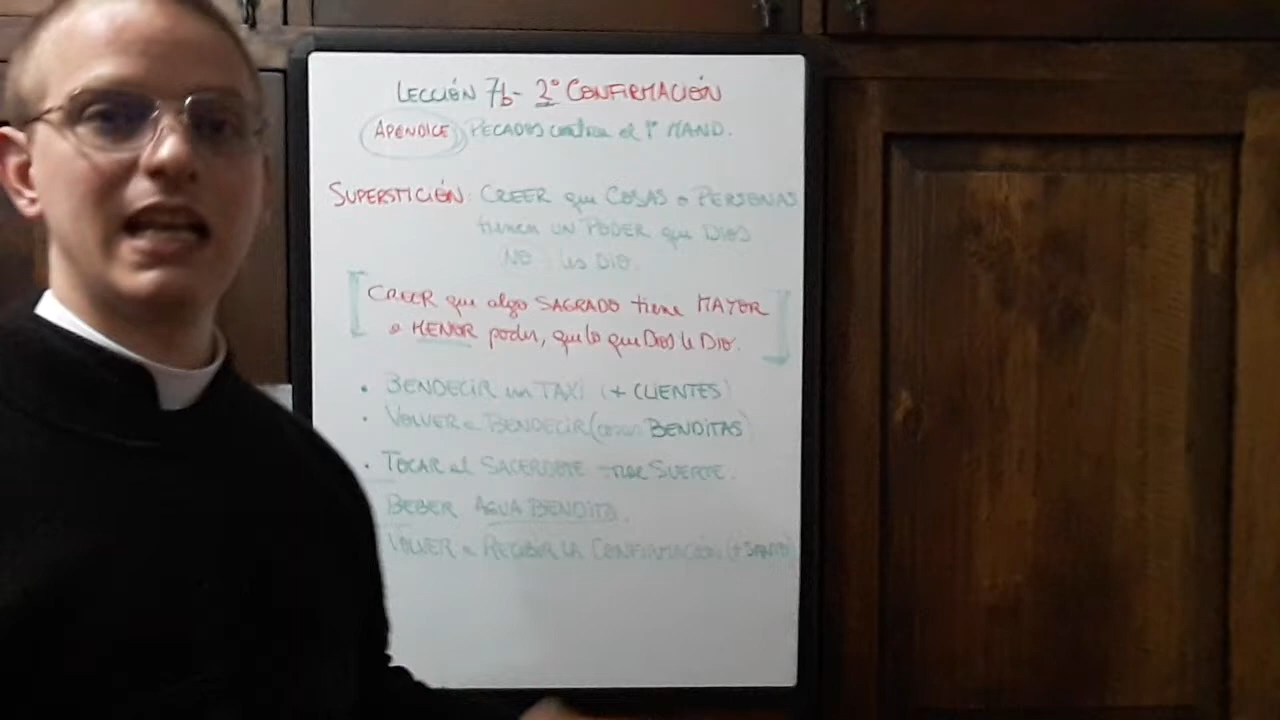 LECCIÓN 7b- 2° CONFIRMACIÓN
APENDICE PECADOS contra el 1° MAND.
SUPERSTICIÓN: CREER que COSAS o PERSONAS
tienen UN PODER que DIOS
NO les DIO.
CREER que algo SAGRADO tiene MAYOR
o MENOR poder, que lo que DIOS le DIO.
• BENDECIR un TAXI (+ CLIENTES)
• VOLVER a BENDECIR (cosas BENDITAS)
• TOCAR al SACERDOTE trae SUERTE.
BEBER AGUA BENDITA.
VOLVER a RECIBIR LA CONFIRMACIÓN (+SANTO)